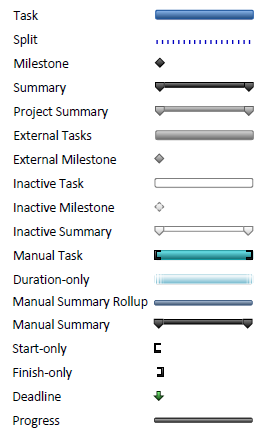 Task
Split
Milestone
Summary
Project Summary
External Tasks
External Milestone
Inactive Task
Inactive Milestone
Inactive Summary
Manual Task
Duration-only
Manual Summary Rollup
Manual Summary
Start-only
Finish-only
Deadline
Progress